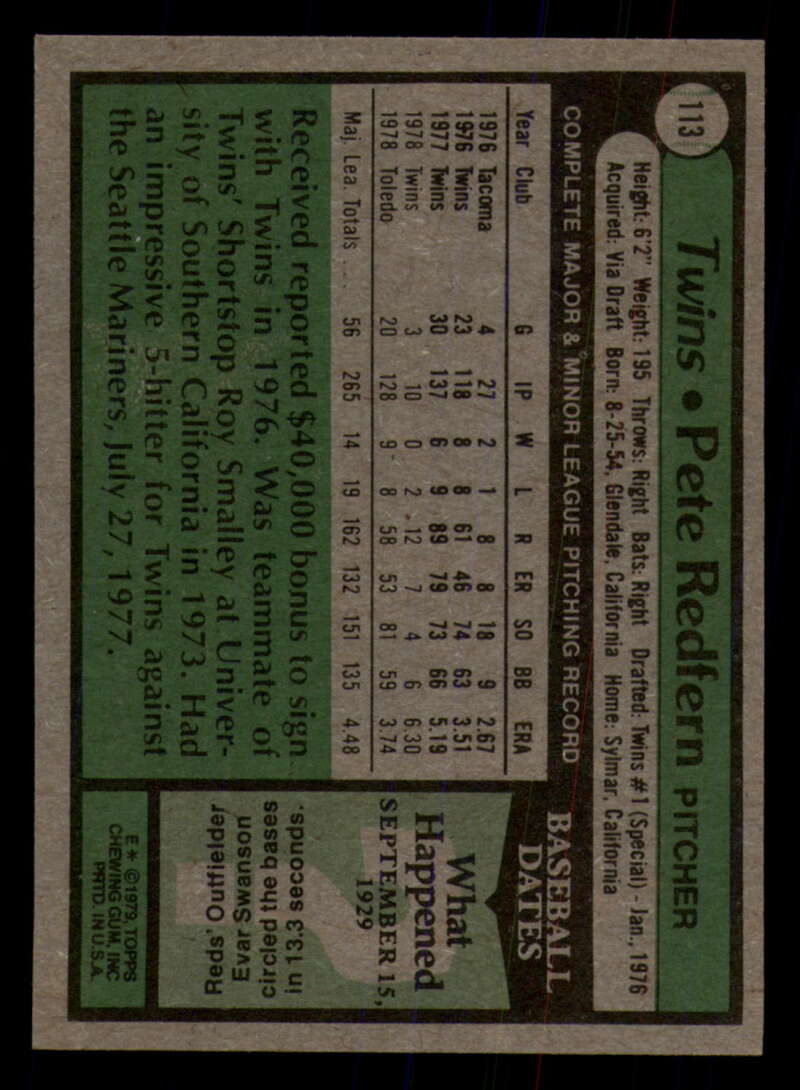 113
Twins • Pete Redfern PITCHER
Height: 6'2" Weight: 195 Throws: Right Bats: Right Drafted: Twins #1 (Special) - Jan., 1976
Acquired: Via Draft Born: 8-25-54, Glendale, California Home: Sylmar, California
COMPLETE MAJOR & MINOR LEAGUE PITCHING RECORD
Year Club G IP W L R ER SO BB ERA
1976 Tacoma 4 27 2 1 8 8 18 9 2.67
1976 Twins 23 118 8 8 61 46 74 63 3.51
1977 Twins 30 137 6 9 89 79 73 66 5.19
1978 Twins 3 10 0 2 12 7 4 6 6.30
1978 Toledo 20 128 9 8 58 53 81 59 3.74
Maj. Lea. Totals .... 56 265 14 19 162 132 151 135 4.48
Received reported $40,000 bonus to sign
with Twins in 1976. Was teammate of
Twins' Shortstop Roy Smalley at Univer-
sity of Southern California in 1973. Had
an impressive 5-hitter for Twins against
the Seattle Mariners, July 27, 1977.
BASEBALL
DATES
What
Happened
SEPTEMBER 15,
1929
Reds' Outfielder
Evar Swanson
circled the bases
in 13.3 seconds.
E* ©1979, TOPPS
CHEWING GUM, INC
PRTD. IN U.S.A.